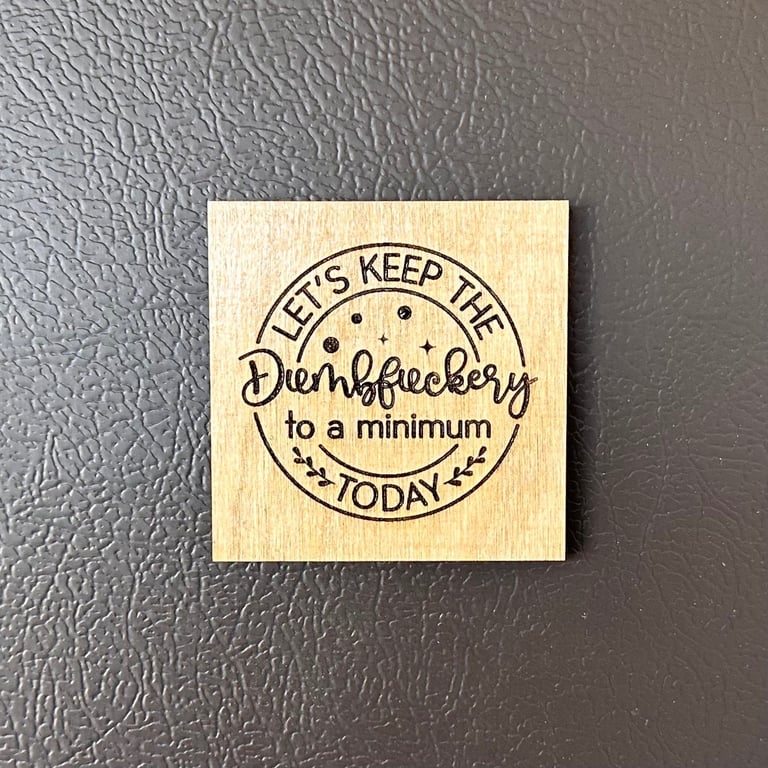 LET'S KEEP THE
Dumbfuckery
to a minimum
TODAY